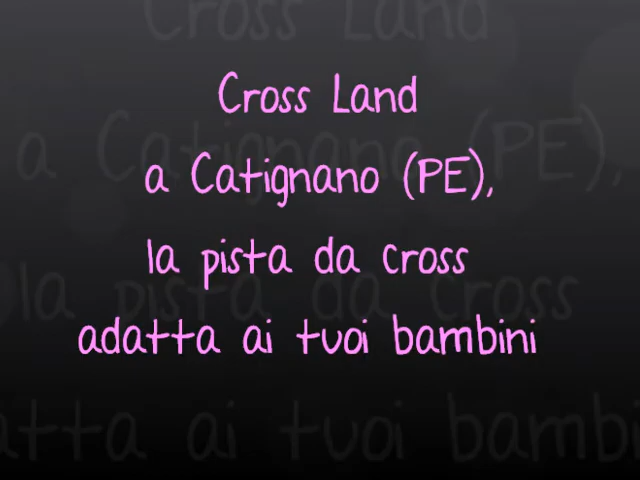 Cross Land
a Catignano (PE),
la pista da cross
adatta ai tuoi bambini